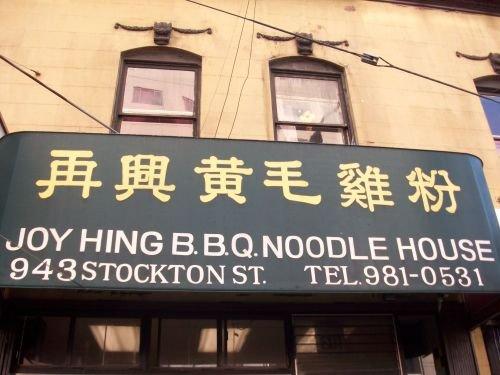 再興黃毛雞粉
JOY HING B.B.Q. NOODLE HOUSE
943 STOCKTON ST. TEL. 981-0531